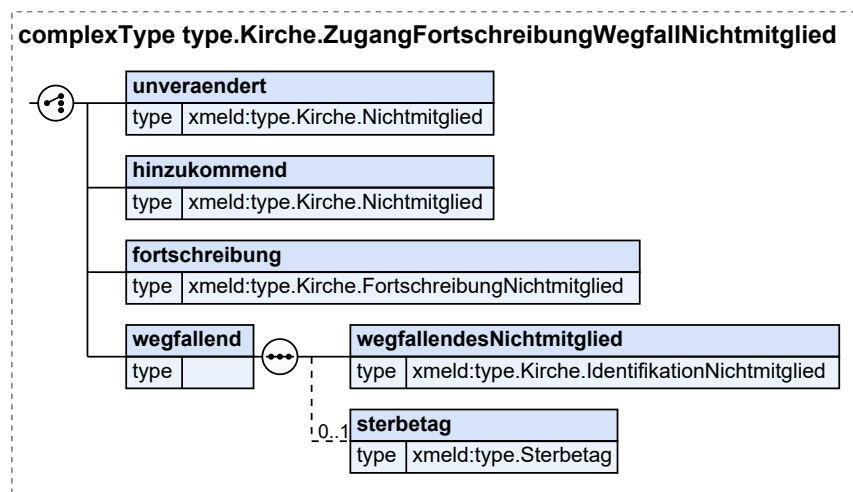 complexType type.Kirche.ZugangFortschreibungWegfallNichtmitglied
unveraendert
type xmeld:type.Kirche.Nichtmitglied
hinzukommend
type xmeld:type.Kirche.Nichtmitglied
fortschreibung
type xmeld:type.Kirche.FortschreibungNichtmitglied
wegfallend
type
wegfallendesNichtmitglied
type xmeld:type.Kirche.IdentifikationNichtmitglied
0..1
sterbetag
type xmeld:type.Sterbetag